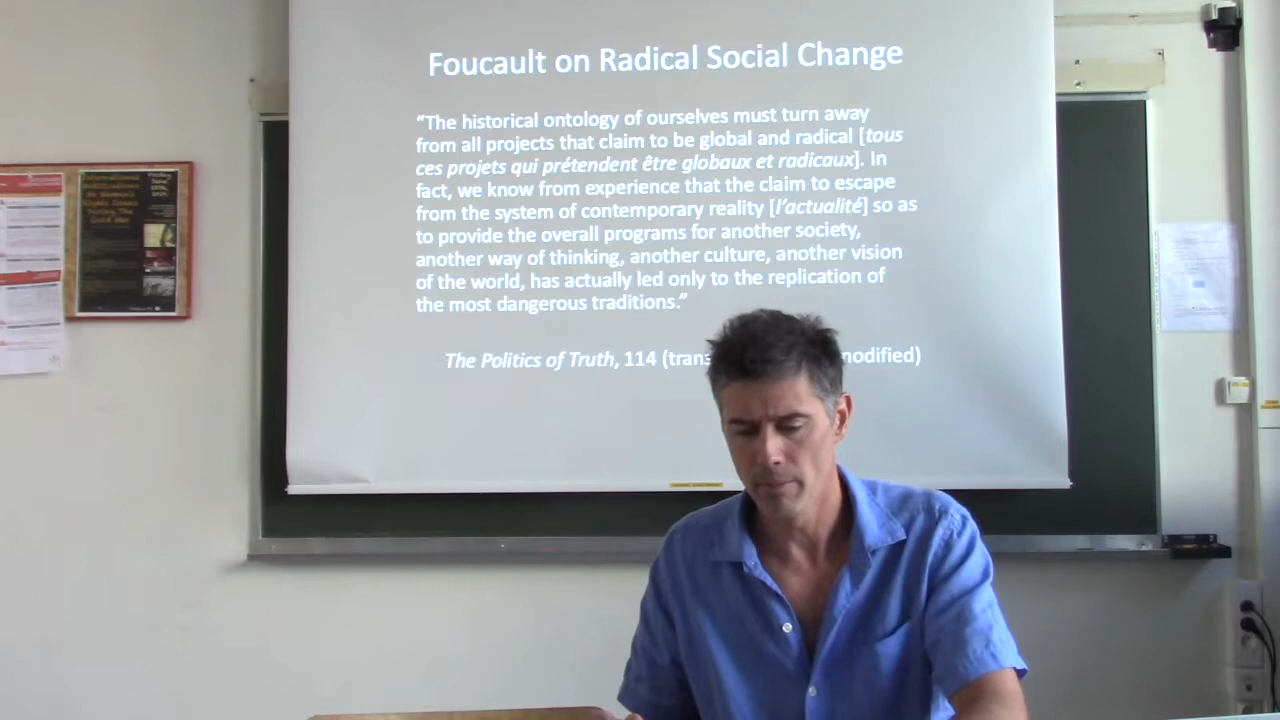 Foucault on Radical Social Change
“The historical ontology of ourselves must turn away
from all projects that claim to be global and radical [tous
ces projets qui prétendent être globaux et radicaux]. In
fact, we know from experience that the claim to escape
from the system of contemporary reality [l’actualité] so as
to provide the overall programs for another society,
another way of thinking, another culture, another vision
of the world, has actually led only to the replication of
the most dangerous traditions.”
The Politics of Truth, 114 (trans modified)
International
Cold War